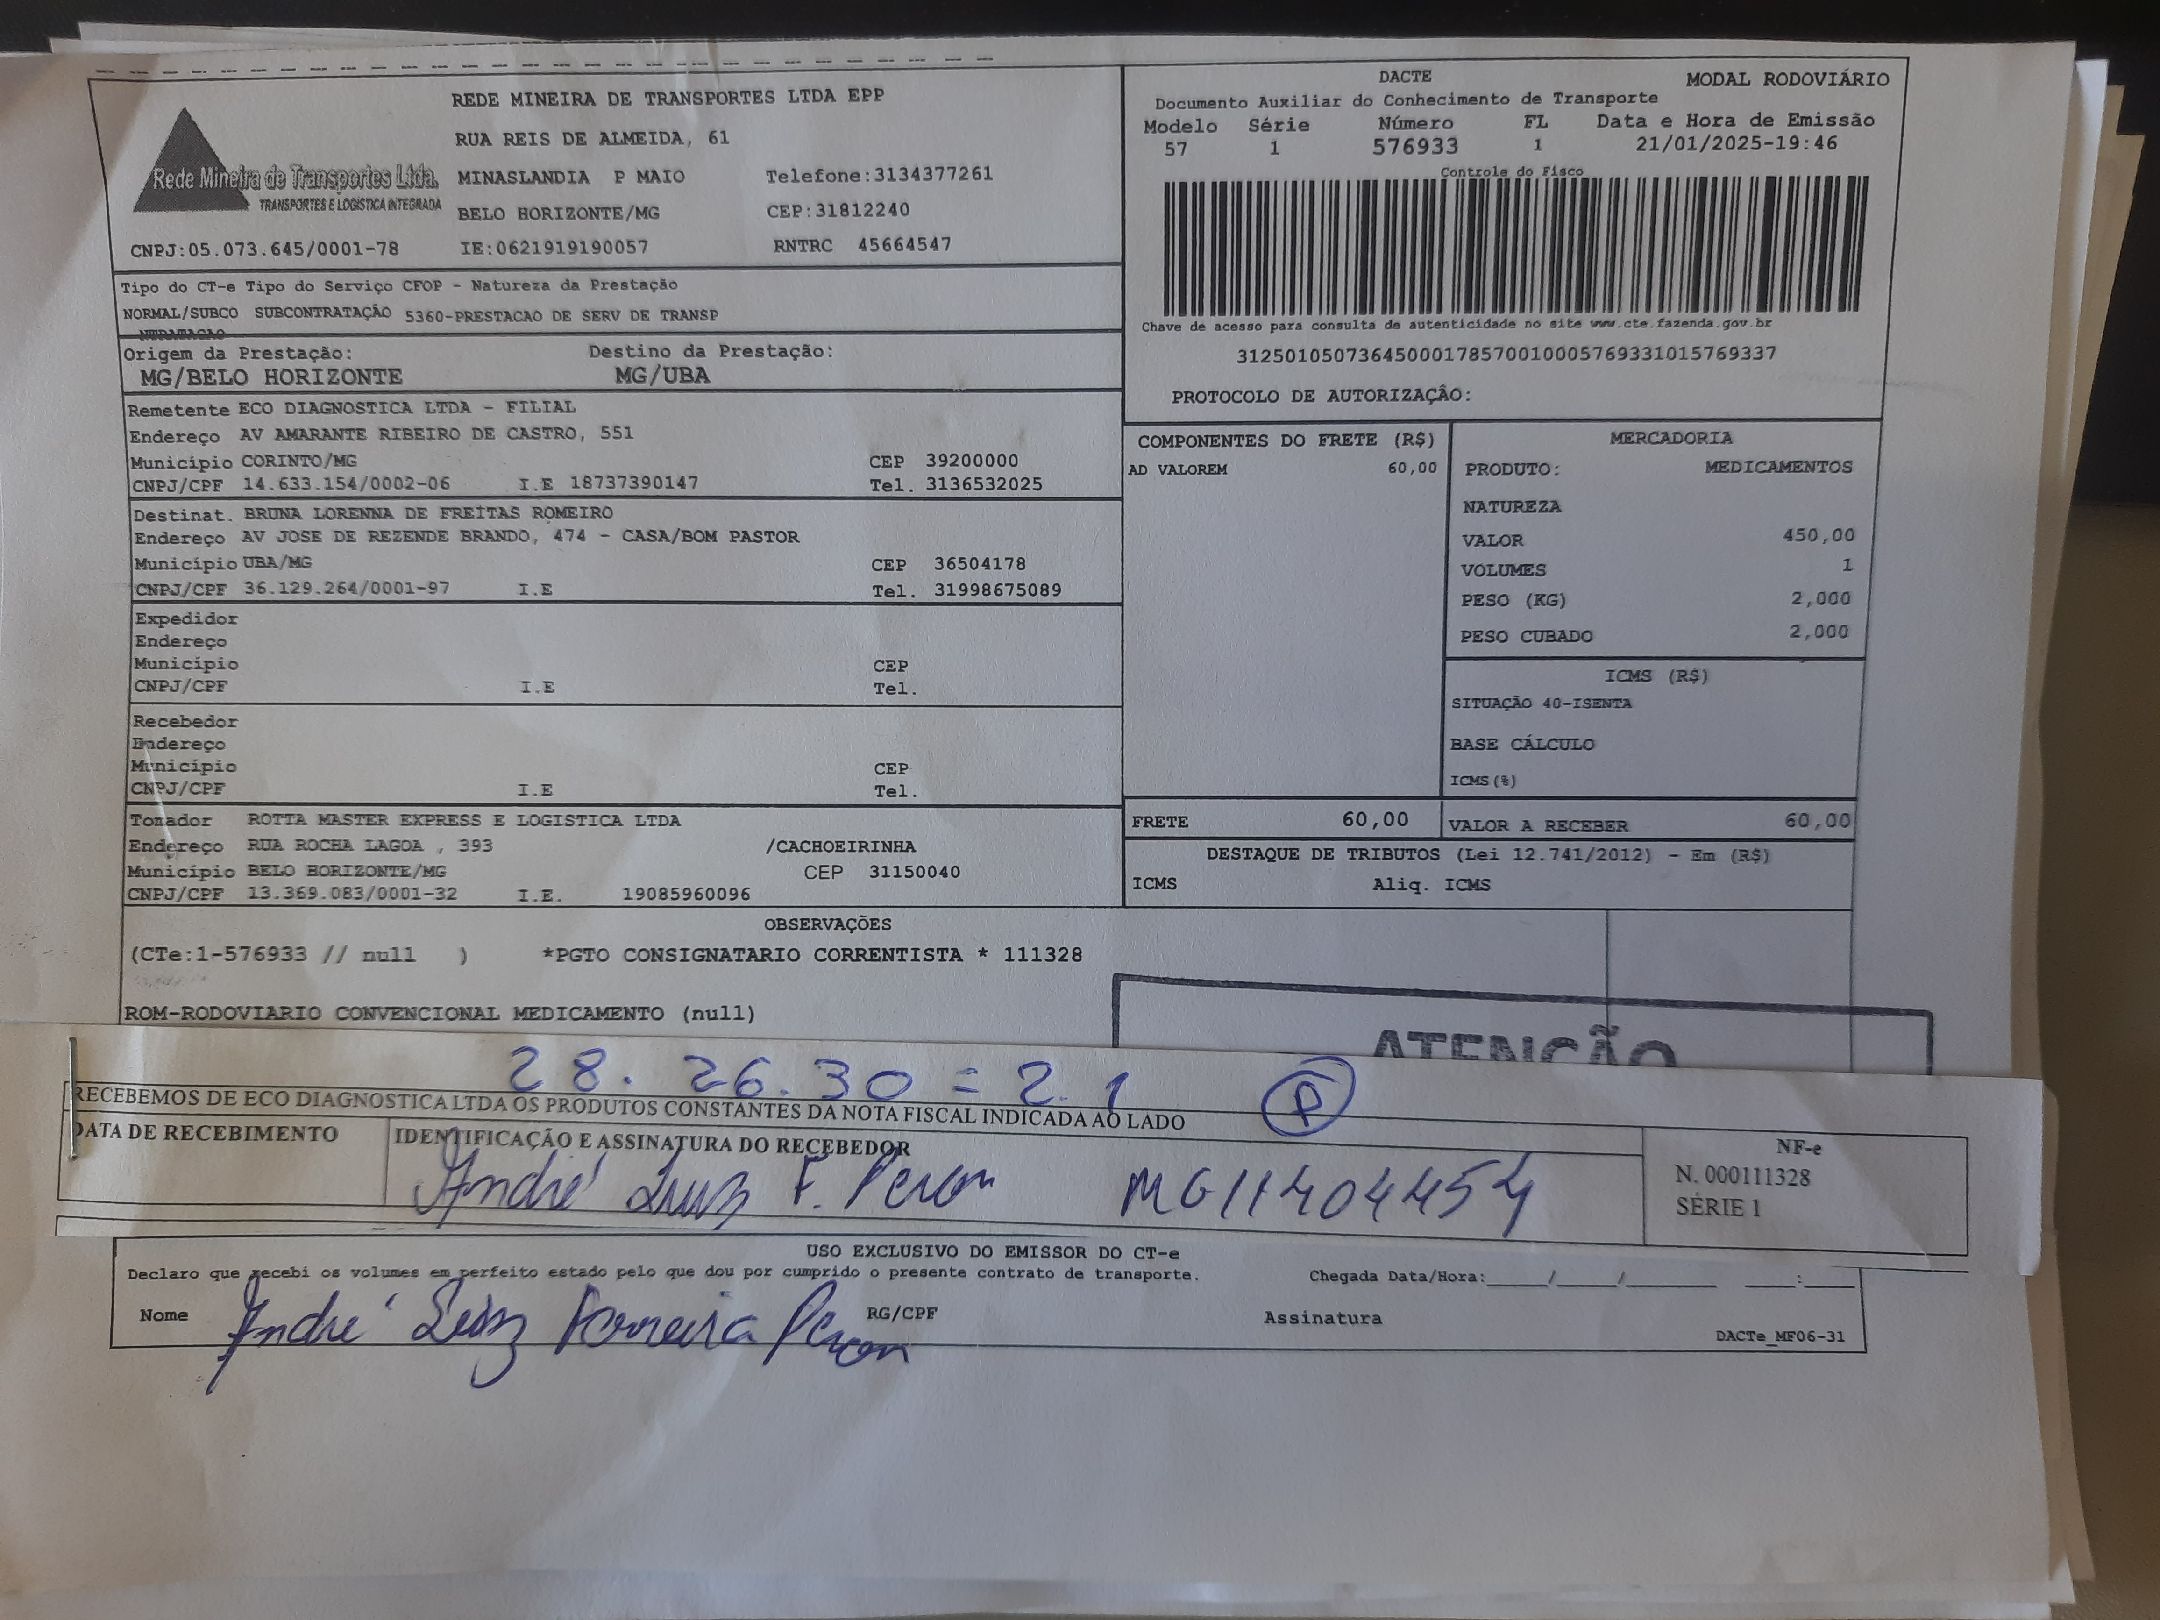 REDE MINEIRA DE TRANSPORTES LTDA EPP
RUA REIS DE ALMEIDA, 61
Rede Mineira de Transportes Ltda.
TRANSPORTES E LOGISTICA INTEGRADA
MINASLANDIA P MAIO Telefone:3134377261
BELO HORIZONTE/MG CEP:31812240
CNPJ:05.073.645/0001-78 IE:0621919190057 RNTRC 45664547
DACTE MODAL RODOVIÁRIO
Documento Auxiliar do Conhecimento de Transporte
Modelo Série Número FL Data e Hora de Emissão
57 1 576933 1 21/01/2025-19:46
Controle do Fisco
Chave de acesso para consulta de autenticidade no site www.cte.fazenda.gov.br
31250105073645000178570010005769331015769337
PROTOCOLO DE AUTORIZAÇÃO:
Tipo do CT-e Tipo do Serviço CFOP - Natureza da Prestação
NORMAL/SUBCO SUBCONTRATAÇÃO 5360-PRESTACAO DE SERV DE TRANSP
Origem da Prestação: Destino da Prestação:
MG/BELO HORIZONTE MG/UBA
Remetente ECO DIAGNOSTICA LTDA - FILIAL
Endereço AV AMARANTE RIBEIRO DE CASTRO, 551
Município CORINTO/MG CEP 39200000
CNPJ/CPF 14.633.154/0002-06 I.E 18737390147 Tel. 3136532025
Destinat. BRUNA LORENNA DE FREITAS ROMEIRO
Endereço AV JOSE DE REZENDE BRANDO, 474 - CASA/BOM PASTOR
Município UBA/MG CEP 36504178
CNPJ/CPF 36.129.264/0001-97 I.E Tel. 31998675089
Expedidor
Endereço
Município CEP
CNPJ/CPF I.E Tel.
Recebedor
Endereço
Município CEP
CNPJ/CPF I.E Tel.
Tomador ROTTA MASTER EXPRESS E LOGISTICA LTDA
Endereço RUA ROCHA LAGOA , 393 /CACHOEIRINHA
Município BELO HORIZONTE/MG CEP 31150040
CNPJ/CPF 13.369.083/0001-32 I.E. 19085960096
COMPONENTES DO FRETE (R$)
AD VALOREM 60,00
MERCADORIA
PRODUTO: MEDICAMENTOS
NATUREZA
VALOR 450,00
VOLUMES 1
PESO (KG) 2,000
PESO CUBADO 2,000
ICMS (R$)
SITUAÇÃO 40-ISENTA
BASE CÁLCULO
ICMS(%)
FRETE 60,00 VALOR A RECEBER 60,00
DESTAQUE DE TRIBUTOS (Lei 12.741/2012) - Em (R$)
ICMS Aliq. ICMS
OBSERVAÇÕES
(CTe:1-576933 // null ) *PGTO CONSIGNATARIO CORRENTISTA * 111328
ROM-RODOVIARIO CONVENCIONAL MEDICAMENTO (null)
ATENÇÃO
28. 26.30 = 2.1 P
RECEBEMOS DE ECO DIAGNOSTICA LTDA OS PRODUTOS CONSTANTES DA NOTA FISCAL INDICADA AO LADO
DATA DE RECEBIMENTO IDENTIFICAÇÃO E ASSINATURA DO RECEBEDOR
André Luiz F. Peron MG11404454
NF-e
N. 000111328
SÉRIE 1
USO EXCLUSIVO DO EMISSOR DO CT-e
Declaro que recebi os volumes em perfeito estado pelo que dou por cumprido o presente contrato de transporte. Chegada Data/Hora:____/____/______ ___:___
Nome André Luiz Ferreira Peron RG/CPF Assinatura
DACTe_MF06-31